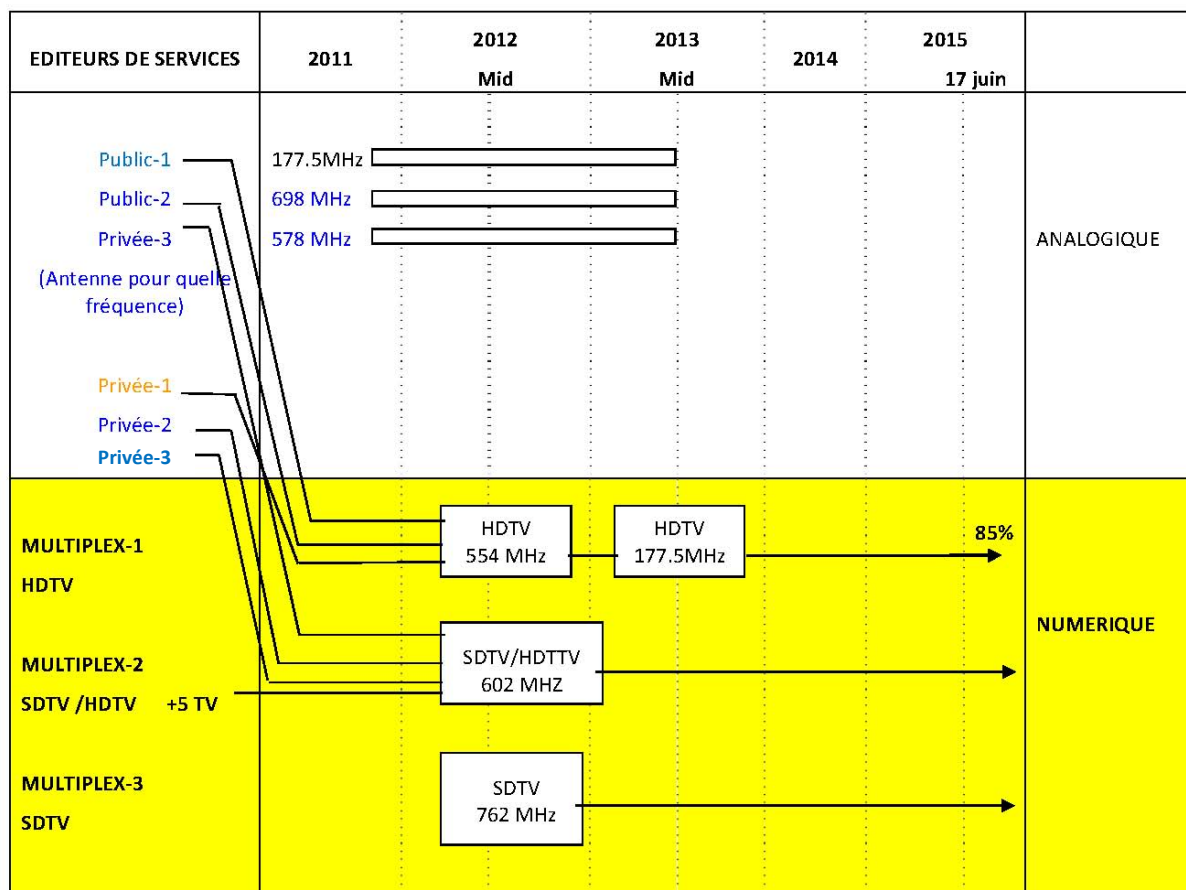 EDITEURS DE SERVICES
2011
2012
Mid
2013
Mid
2014
2015
17 juin
Public-1
177.5MHz
Public-2
698 MHz
Privée-3
578 MHz
ANALOGIQUE
(Antenne pour quelle
fréquence)
Privée-1
Privée-2
Privée-3
MULTIPLEX-1
HDTV
HDTV
554 MHz
HDTV
177.5MHz
85%
NUMERIQUE
MULTIPLEX-2
SDTV /HDTV +5 TV
SDTV/HDTTV
602 MHZ
MULTIPLEX-3
SDTV
SDTV
762 MHz